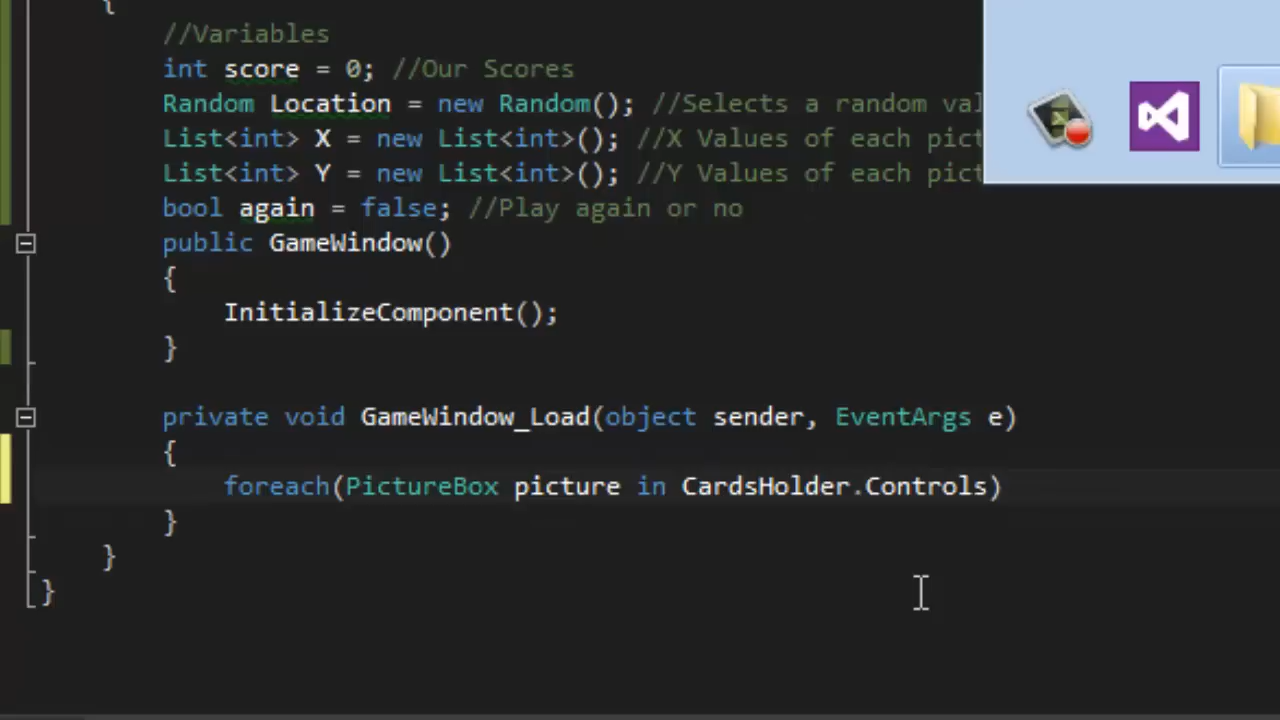 {
//Variables
int score = 0; //Our Scores
Random Location = new Random(); //Selects a random val
List<int> X = new List<int>(); //X Values of each pict
List<int> Y = new List<int>(); //Y Values of each pict
bool again = false; //Play again or no
public GameWindow()
{
InitializeComponent();
}
private void GameWindow_Load(object sender, EventArgs e)
{
foreach(PictureBox picture in CardsHolder.Controls)
}
}
}